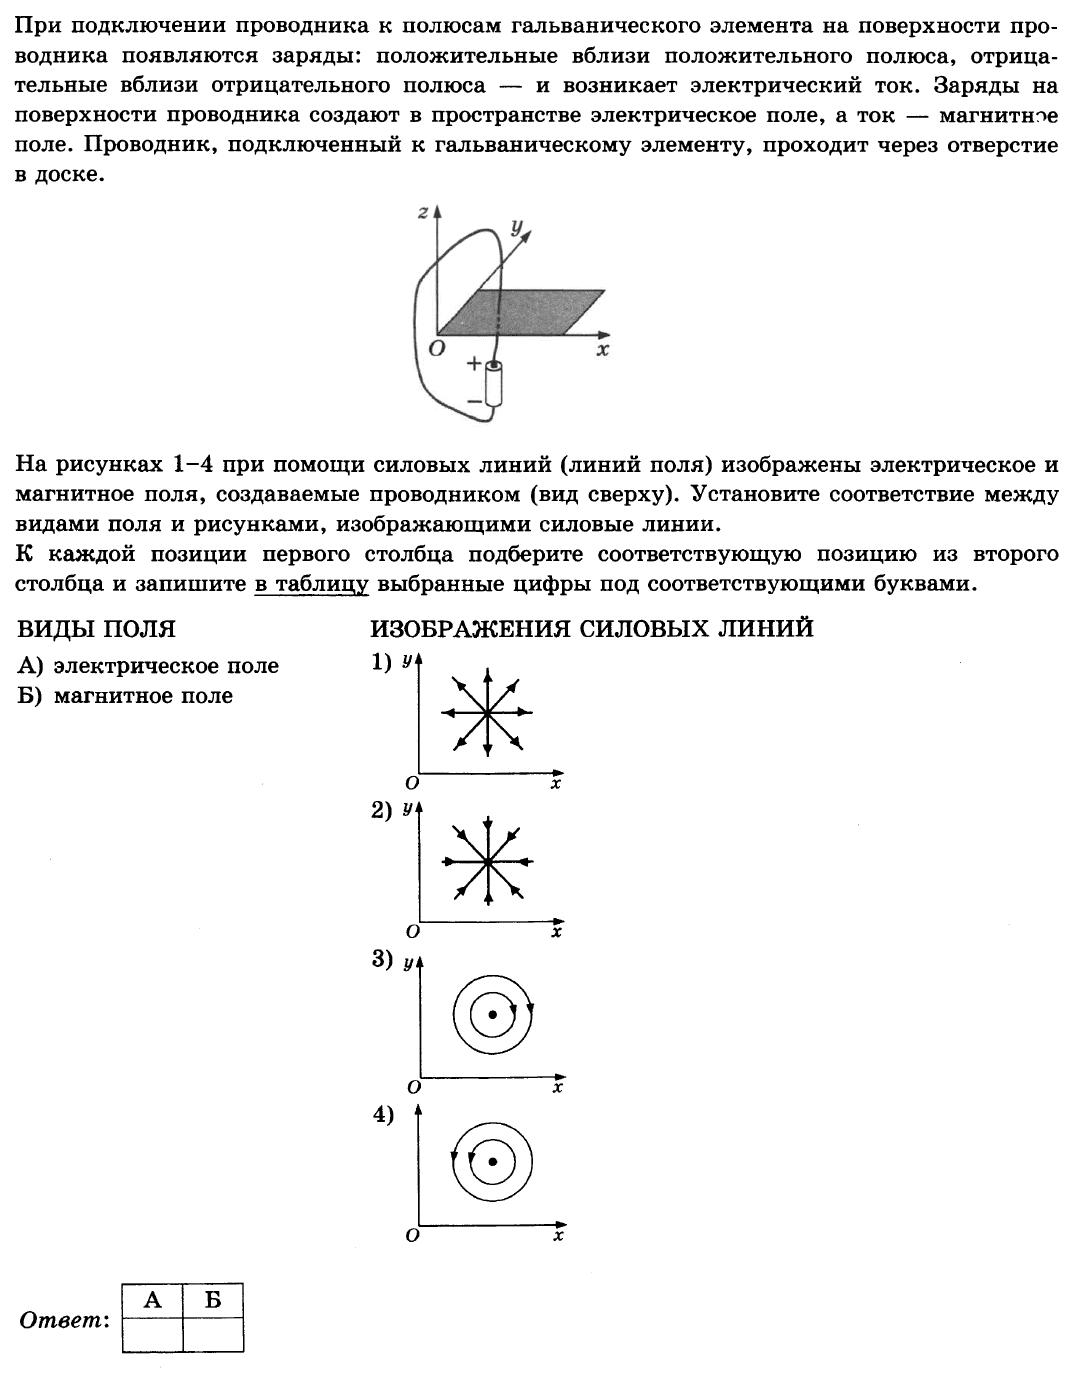 При подключении проводника к полюсам гальванического элемента на поверхности про-
водника появляются заряды: положительные вблизи положительного полюса, отрица-
тельные вблизи отрицательного полюса — и возникает электрический ток. Заряды на
поверхности проводника создают в пространстве электрическое поле, а ток — магнитное
поле. Проводник, подключенный к гальваническому элементу, проходит через отверстие
в доске.
z
y
O
x
+
–
На рисунках 1–4 при помощи силовых линий (линий поля) изображены электрическое и
магнитное поля, создаваемые проводником (вид сверху). Установите соответствие между
видами поля и рисунками, изображающими силовые линии.
К каждой позиции первого столбца подберите соответствующую позицию из второго
столбца и запишите в таблицу выбранные цифры под соответствующими буквами.
ВИДЫ ПОЛЯ
А) электрическое поле
Б) магнитное поле
ИЗОБРАЖЕНИЯ СИЛОВЫХ ЛИНИЙ
1) y
O x
2) y
O x
3) y
O x
4)
O x
Ответ:
А Б